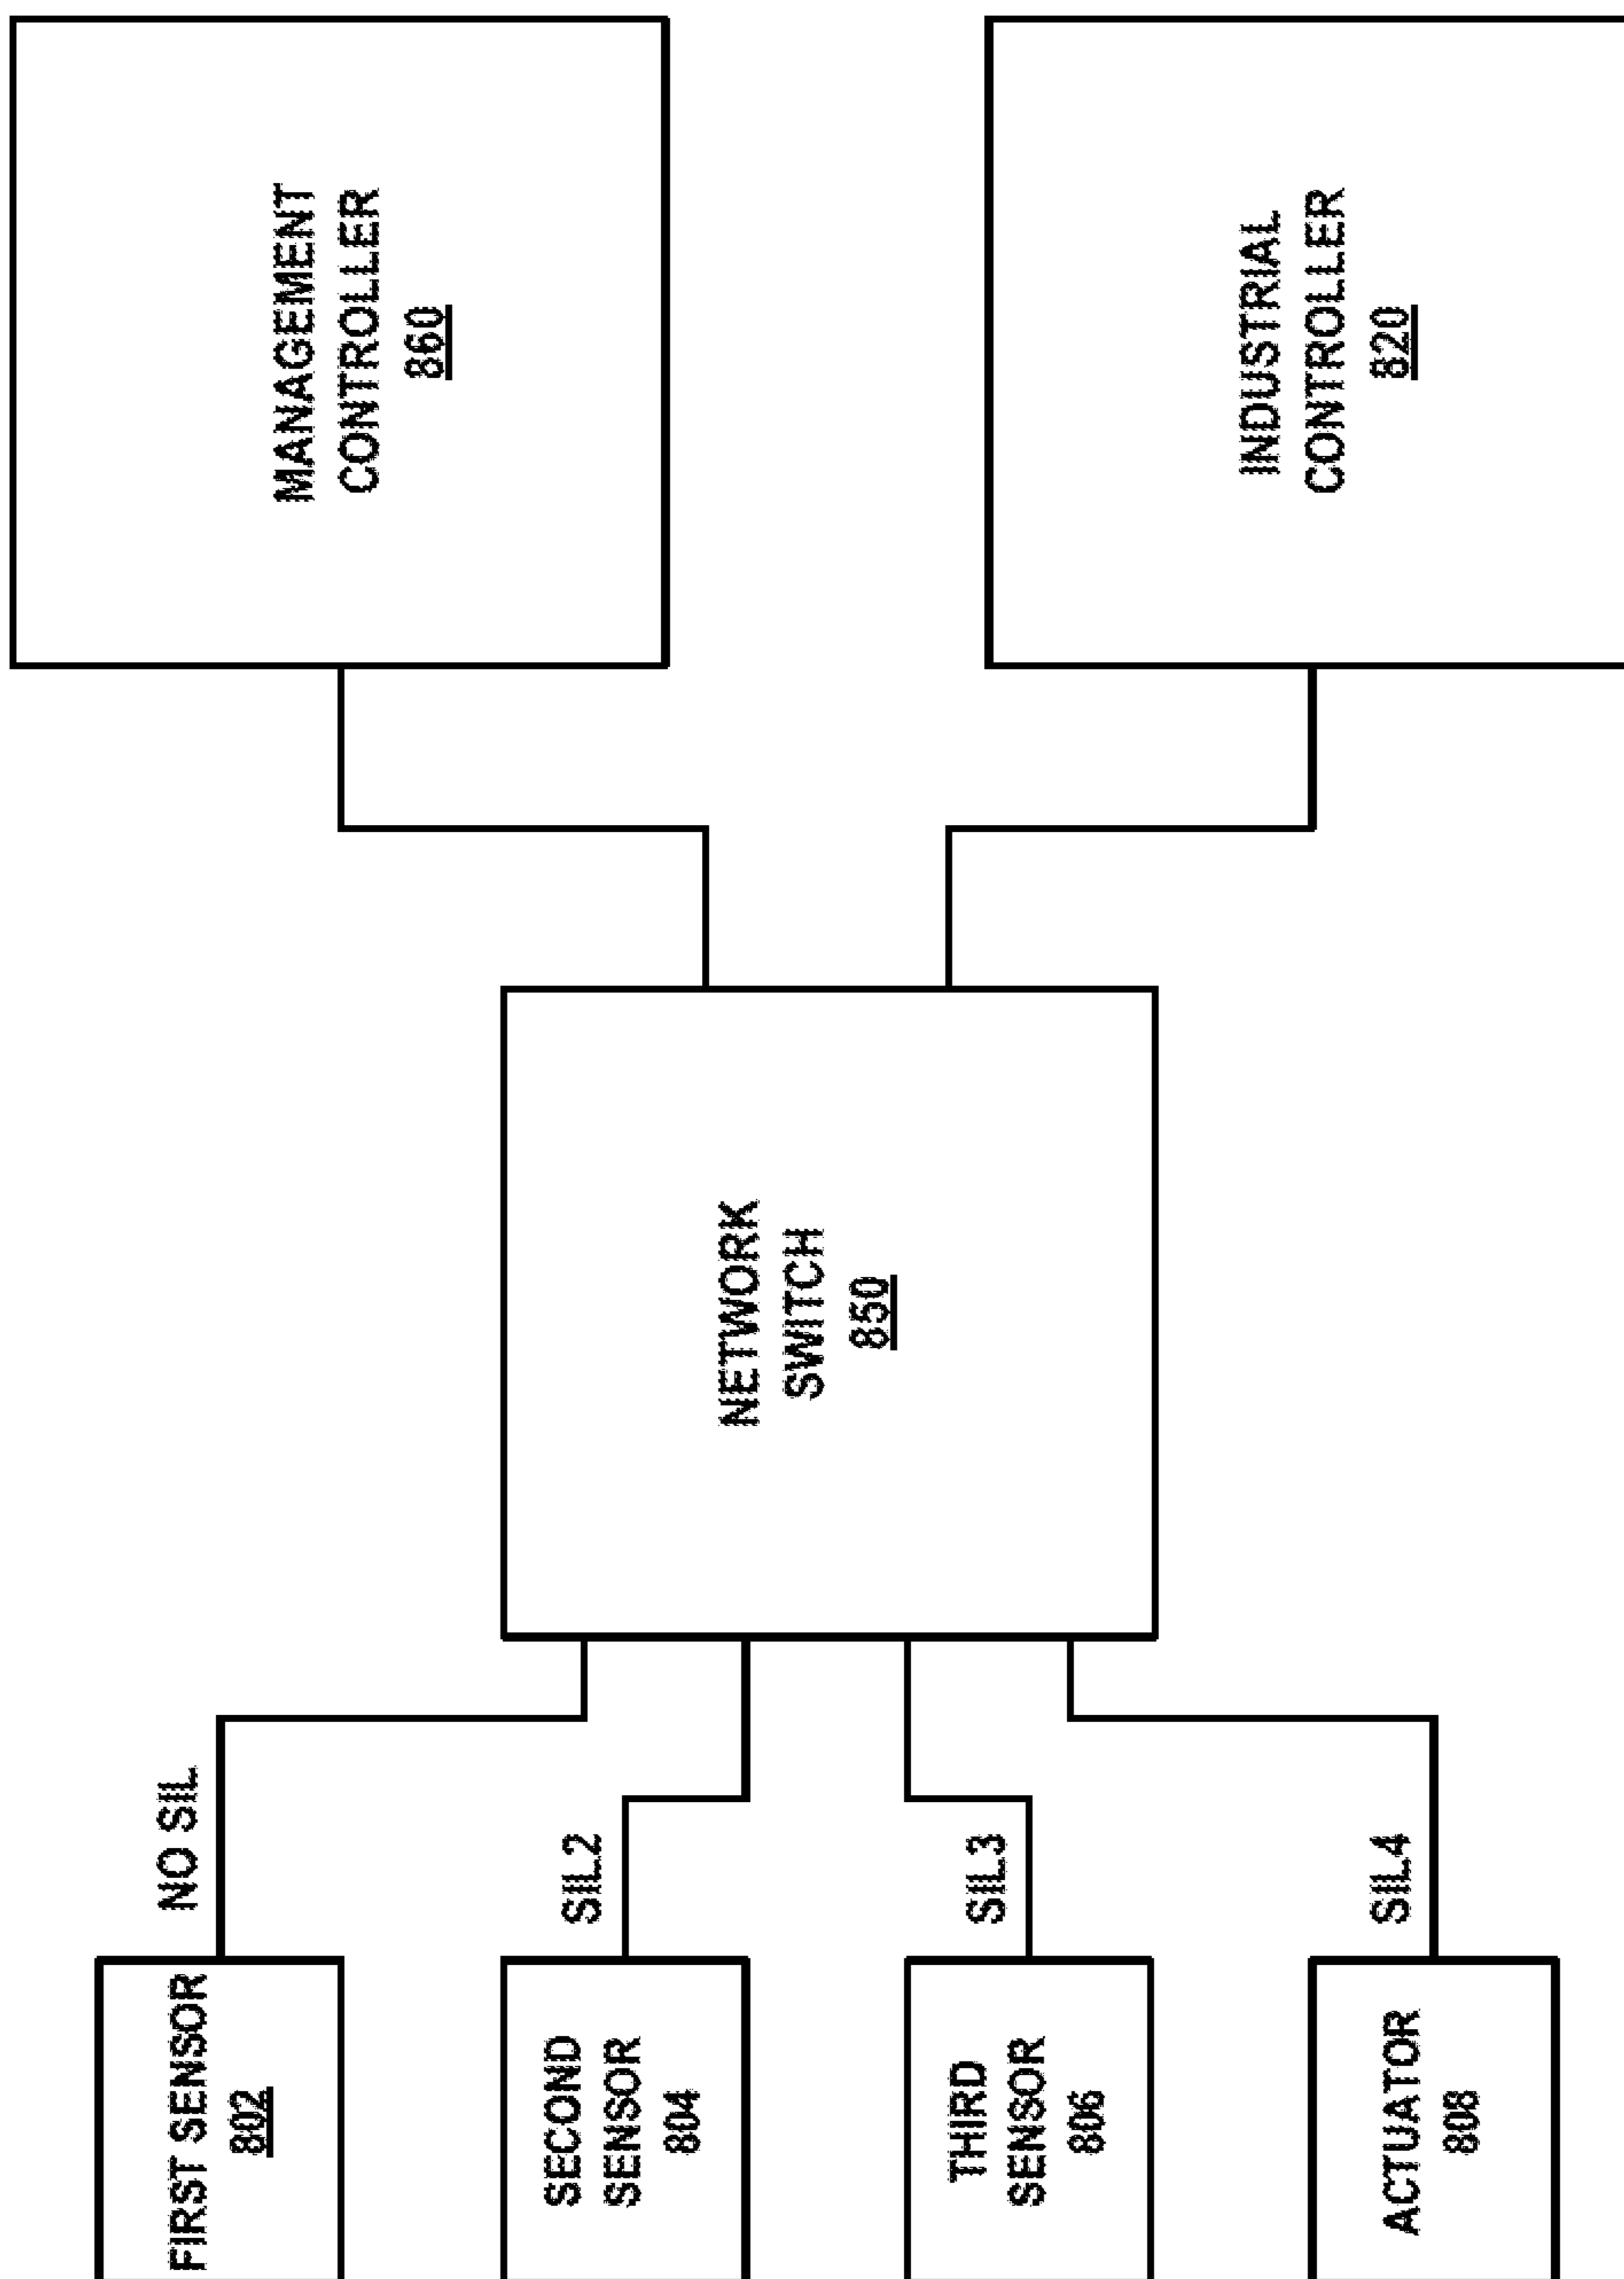 FIRST SENSOR
802
NO SIL
SECOND
SENSOR
804
SIL2
THIRD
SENSOR
806
SIL3
ACTUATOR
808
SIL4
NETWORK
SWITCH
850
MANAGEMENT
CONTROLLER
860
INDUSTRIAL
CONTROLLER
820